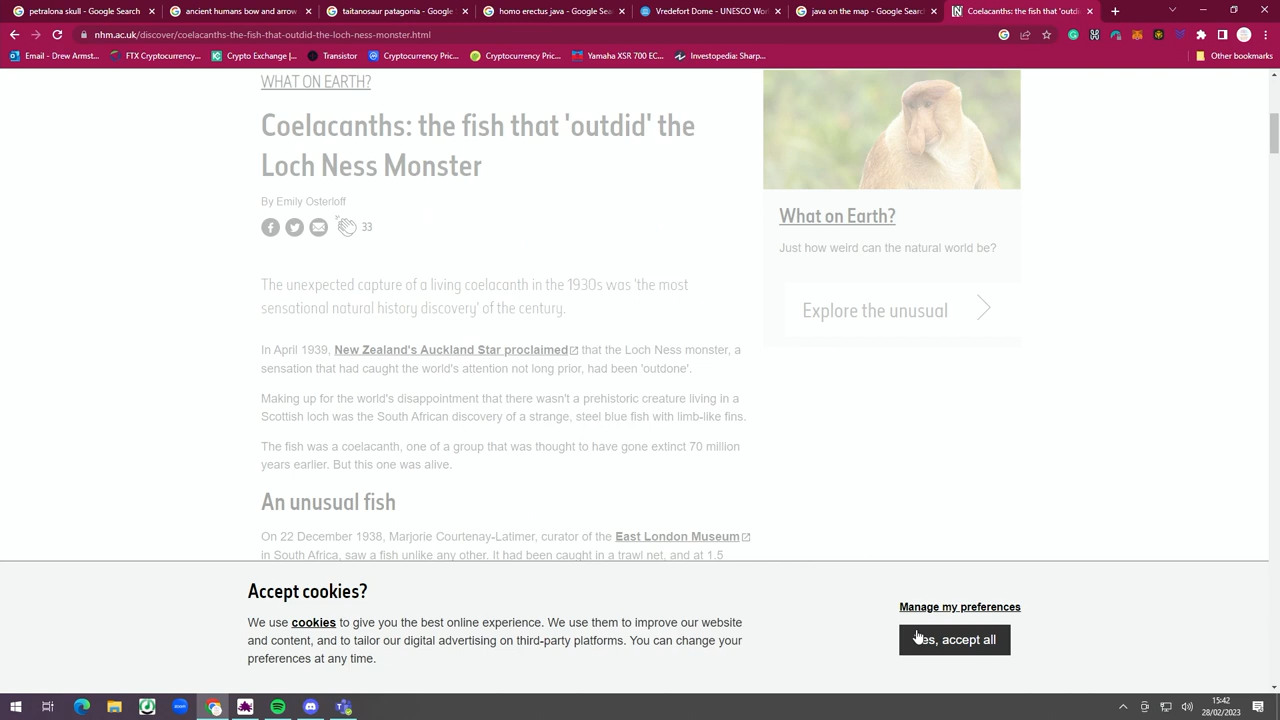 petralona skull - Google Search
ancient humans bow and arrow
titanosaur patagonia - Google
homo erectus java - Google Sea
Vredefort Dome - UNESCO Wo
java on the map - Google Search
Coelacanths: the fish that 'outdi
nhm.ac.uk/discover/coelacanths-the-fish-that-outdid-the-loch-ness-monster.html
Email – Drew Armst...
FTX Cryptocurrency...
Crypto Exchange |...
Transistor
Cryptocurrency Pric...
Cryptocurrency Pric...
Yamaha XSR 700 EC...
Investopedia: Sharp...
Other bookmarks
WHAT ON EARTH?
Coelacanths: the fish that 'outdid' the
Loch Ness Monster
By Emily Osterloff
33
The unexpected capture of a living coelacanth in the 1930s was 'the most
sensational natural history discovery' of the century.
In April 1939, New Zealand's Auckland Star proclaimed that the Loch Ness monster, a
sensation that had caught the world's attention not long prior, had been 'outdone'.
Making up for the world's disappointment that there wasn't a prehistoric creature living in a
Scottish loch was the South African discovery of a strange, steel blue fish with limb-like fins.
The fish was a coelacanth, one of a group that was thought to have gone extinct 70 million
years earlier. But this one was alive.
An unusual fish
On 22 December 1938, Marjorie Courtenay-Latimer, curator of the East London Museum
in South Africa, saw a fish unlike any other. It had been caught in a trawl net, and at 1.5
What on Earth?
Just how weird can the natural world be?
Explore the unusual
Accept cookies?
We use cookies to give you the best online experience. We use them to improve our website
and content, and to tailor our digital advertising on third-party platforms. You can change your
preferences at any time.
Manage my preferences
Yes, accept all
15:42
28/02/2023